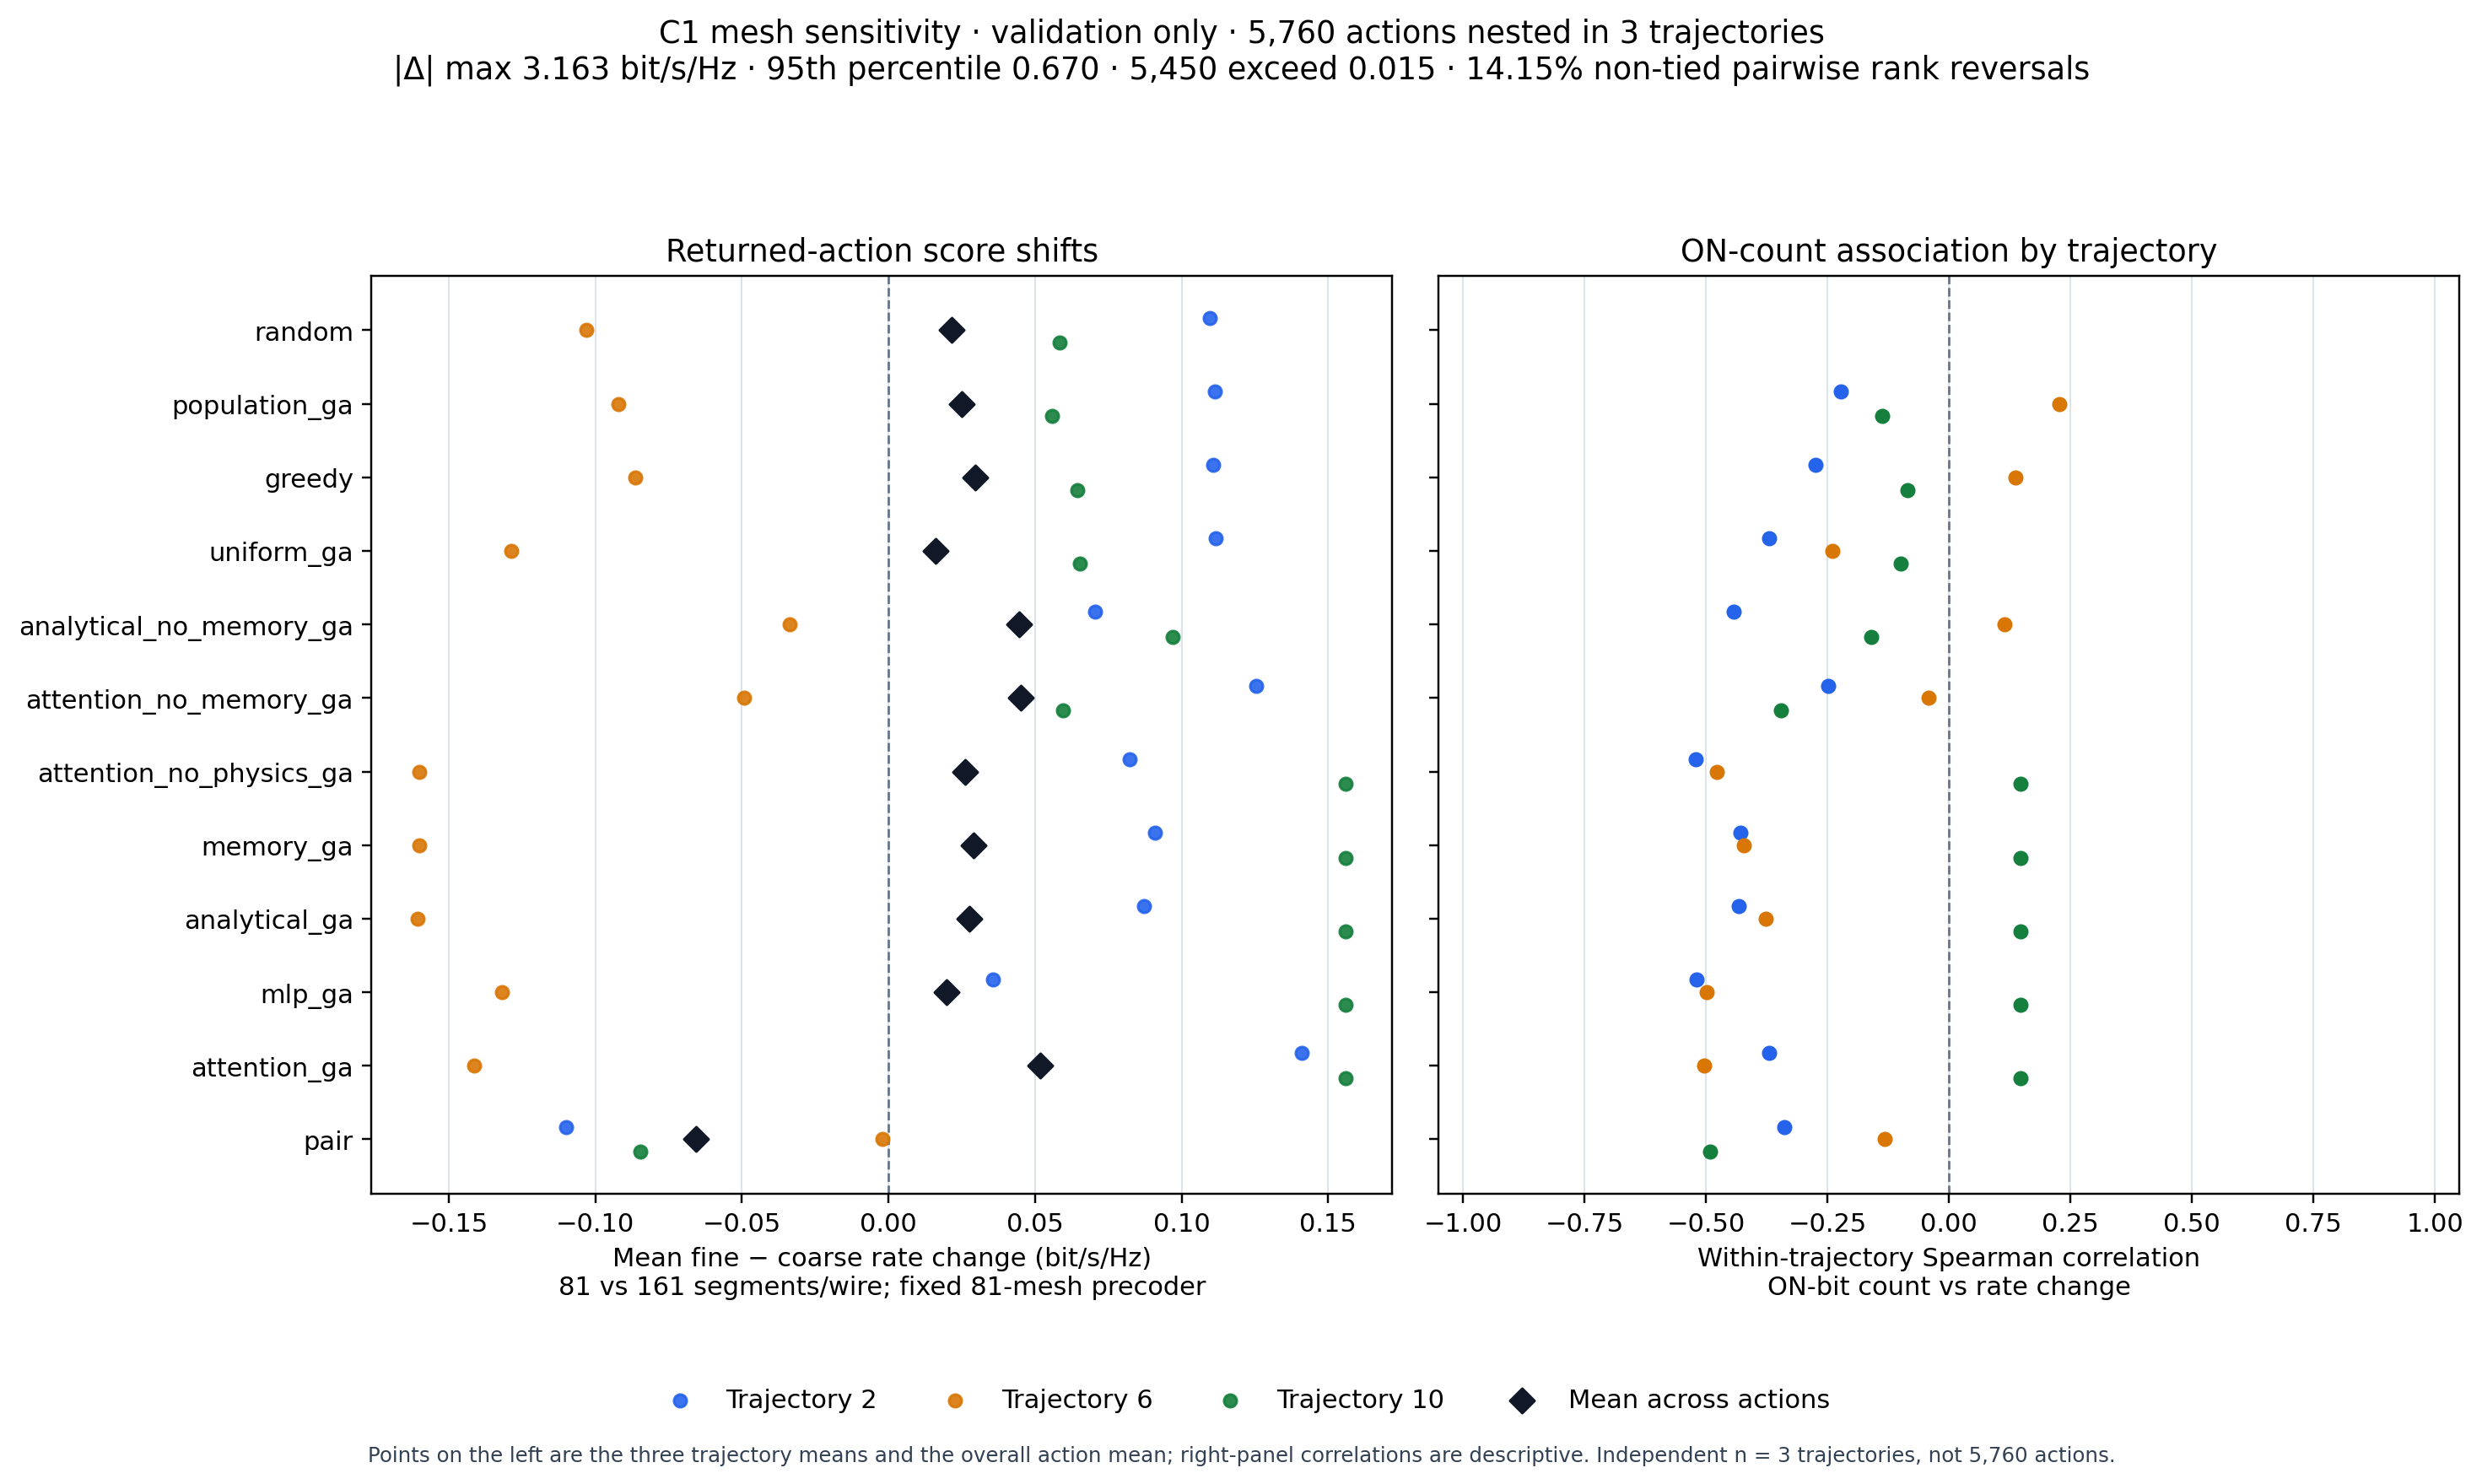 C1 mesh sensitivity · validation only · 5,760 actions nested in 3 trajectories
|Δ| max 3.163 bit/s/Hz · 95th percentile 0.670 · 5,450 exceed 0.015 · 14.15% non-tied pairwise rank reversals
Returned-action score shifts
random
population_ga
greedy
uniform_ga
analytical_no_memory_ga
attention_no_memory_ga
attention_no_physics_ga
memory_ga
analytical_ga
mlp_ga
attention_ga
pair
−0.15 −0.10 −0.05 0.00 0.05 0.10 0.15
Mean fine − coarse rate change (bit/s/Hz)
81 vs 161 segments/wire; fixed 81-mesh precoder
ON-count association by trajectory
−1.00 −0.75 −0.50 −0.25 0.00 0.25 0.50 0.75 1.00
Within-trajectory Spearman correlation
ON-bit count vs rate change
Trajectory 2 Trajectory 6 Trajectory 10 Mean across actions
Points on the left are the three trajectory means and the overall action mean; right-panel correlations are descriptive. Independent n = 3 trajectories, not 5,760 actions.